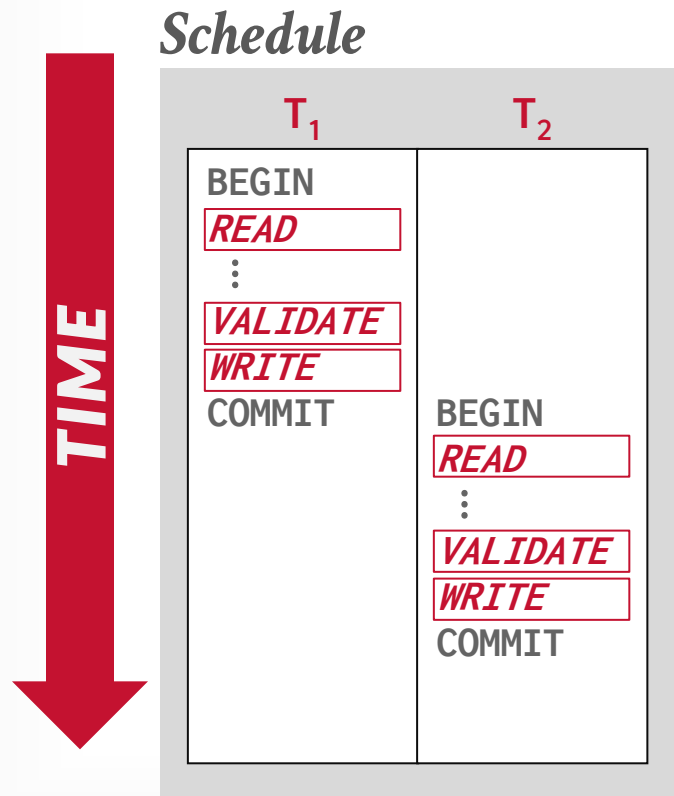 Schedule
TIME
T1 T2
BEGIN
READ
⋮
VALIDATE
WRITE
COMMIT
BEGIN
READ
⋮
VALIDATE
WRITE
COMMIT